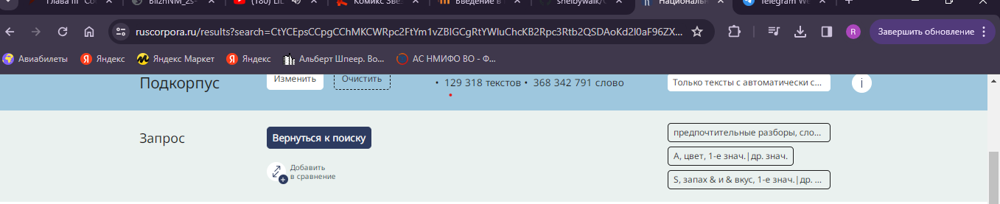 Глава III "Со
BlizhNM_2s-
(180) Lit
Комикс Звё
Введение в
shelbywalk/C
Национальн
Telegram We
ruscorpora.ru/results?search=CtYCEpsCCpgCChMKCWRpc2FtYm1vZBIGCgRtYWluChcKB2Rpc3Rtb2QSDAoKd2l0aF96ZX...
R
Завершить обновление
Авиабилеты
Я Яндекс
Яндекс Маркет
Я Яндекс
Альберт Шпеер. Во...
АС НМИФО ВО - Ф...
Подкорпус
Изменить
Очистить
• 129 318 текстов • 368 342 791 слово
Только тексты с автоматически с...
i
Запрос
Вернуться к поиску
предпочтительные разборы, сло...
A, цвет, 1-е знач.|др. знач.
Добавить
в сравнение
S, запах & и & вкус, 1-е знач.|др. ...